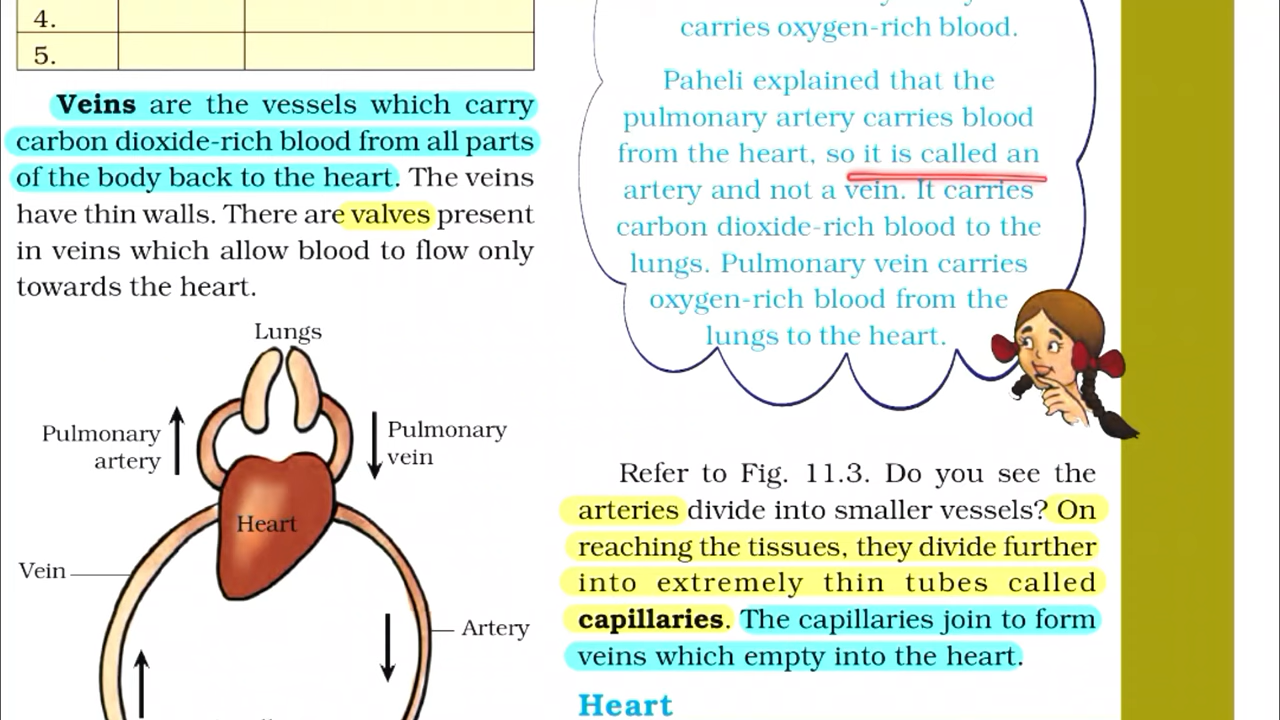 4.
5.
Veins are the vessels which carry
carbon dioxide-rich blood from all parts
of the body back to the heart. The veins
have thin walls. There are valves present
in veins which allow blood to flow only
towards the heart.
Lungs
Pulmonary
artery
Pulmonary
vein
Heart
Vein
Artery
carries oxygen-rich blood.
Paheli explained that the
pulmonary artery carries blood
from the heart, so it is called an
artery and not a vein. It carries
carbon dioxide-rich blood to the
lungs. Pulmonary vein carries
oxygen-rich blood from the
lungs to the heart.
Refer to Fig. 11.3. Do you see the
arteries divide into smaller vessels? On
reaching the tissues, they divide further
into extremely thin tubes called
capillaries. The capillaries join to form
veins which empty into the heart.
Heart